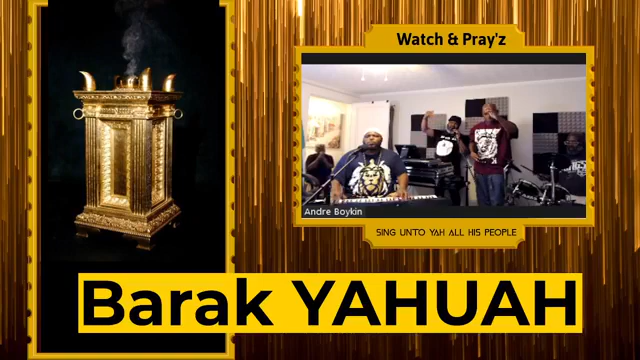 Watch & Pray'z
Andre Boykin
SING UNTO YAH ALL HIS PEOPLE
Barak YAHUAH